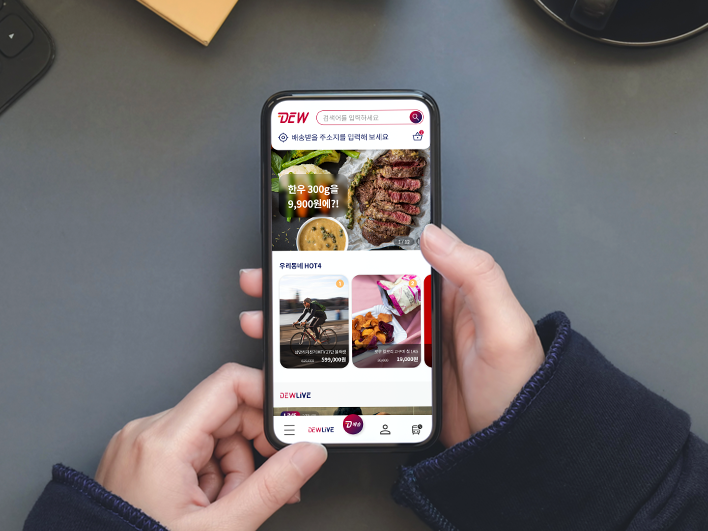 DEW
검색어를 입력하세요
배송받을 주소지를 입력해 보세요
한우 300g을
9,900원에?!
1 / 15
우리동네 HOT4
599,000원
19,000원
DEWLIVE
LIVE
DEWLIVE
D배송